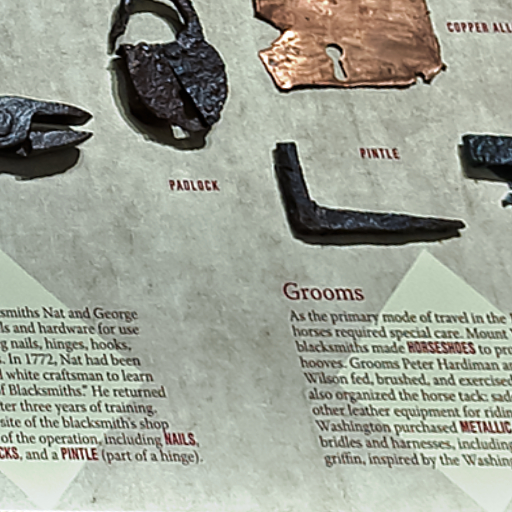 COPPER ALL
PINTLE
PADLOCK
smiths Nat and George
ls and hardware for use
g nails, hinges, hooks,
. In 1772, Nat had been
d white craftsman to learn
f Blacksmiths." He returned
ter three years of training.
site of the blacksmith's shop
of the operation, including NAILS,
CKS, and a PINTLE (part of a hinge).
Grooms
As the primary mode of travel in the
horses required special care. Mount
blacksmiths made HORSESHOES to pro
hooves. Grooms Peter Hardiman a
Wilson fed, brushed, and exercised
also organized the horse tack: sad
other leather equipment for ridin
Washington purchased METALLIC
bridles and harnesses, including
griffin, inspired by the Washing